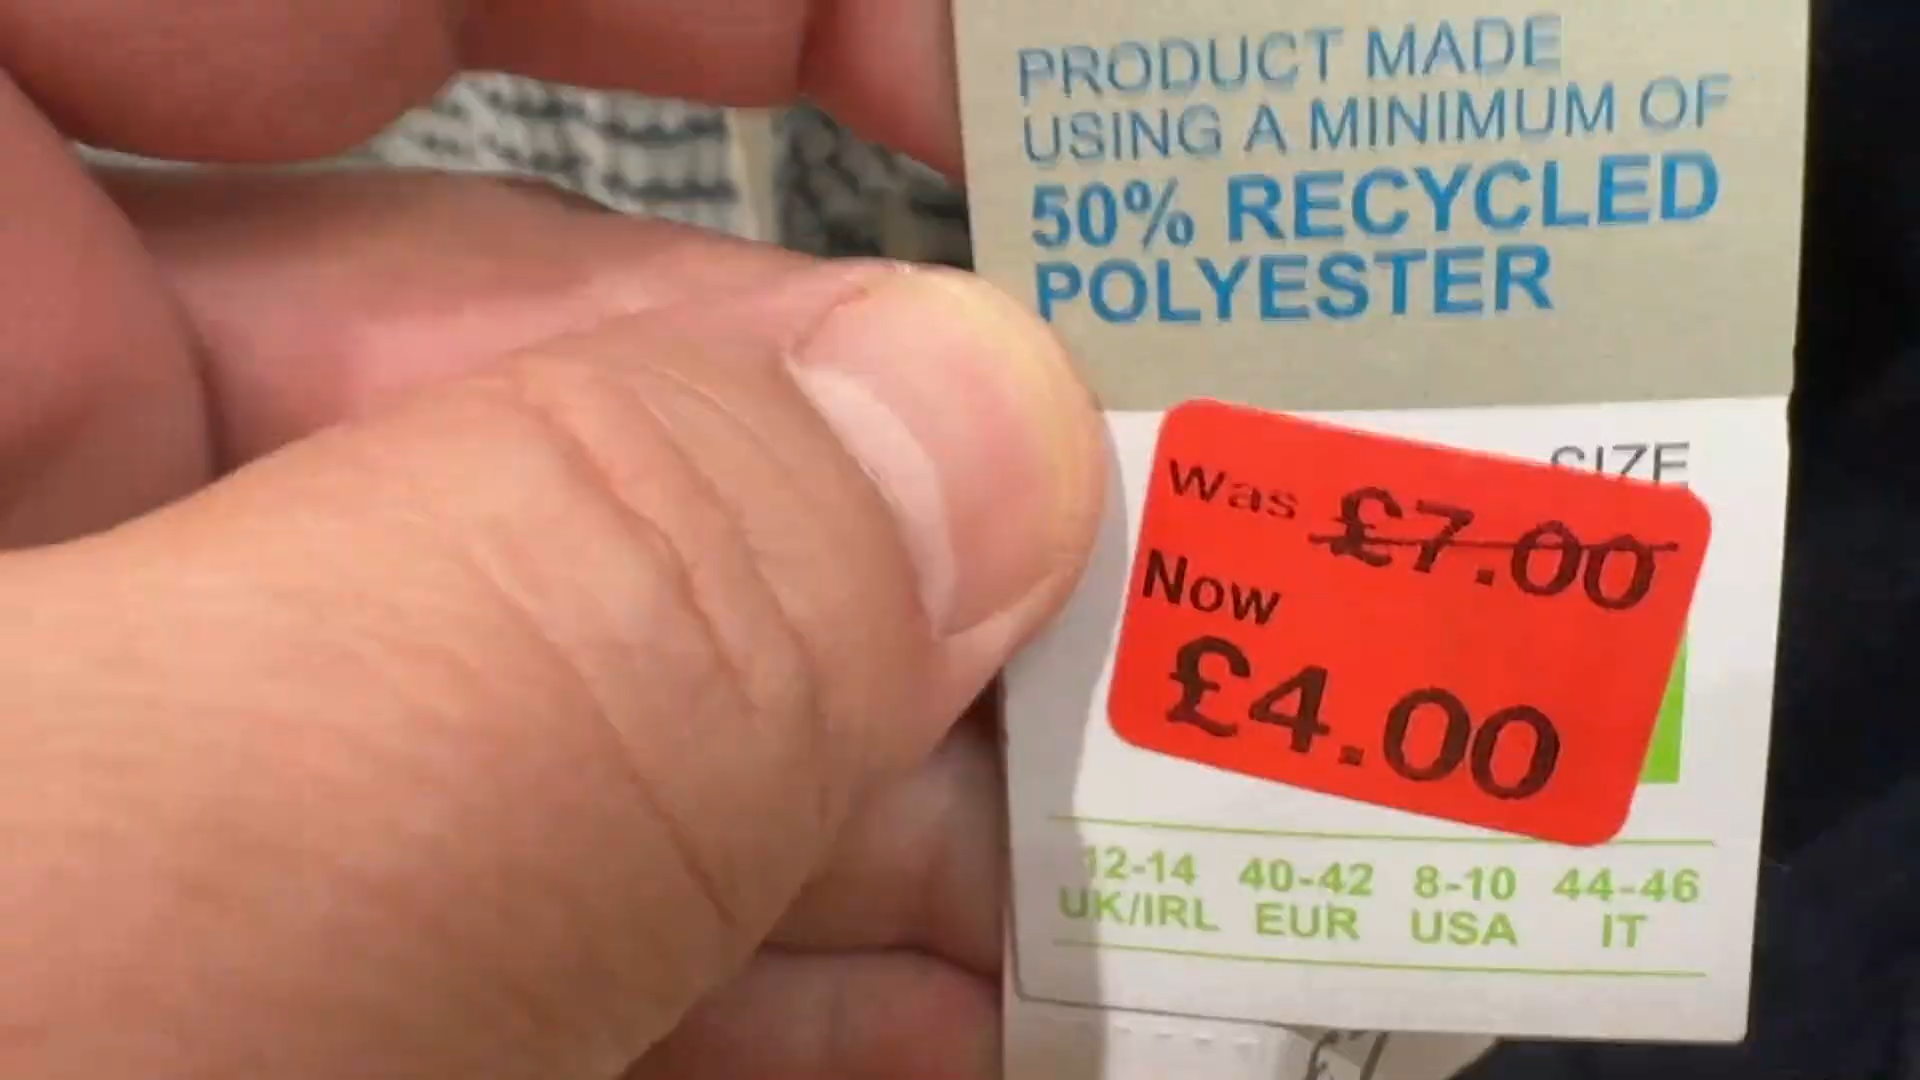 PRODUCT MADE
USING A MINIMUM OF
50% RECYCLED
POLYESTER
SIZE
Was £7.00
Now
£4.00
12-14 40-42 8-10 44-46
UK/IRL EUR USA IT